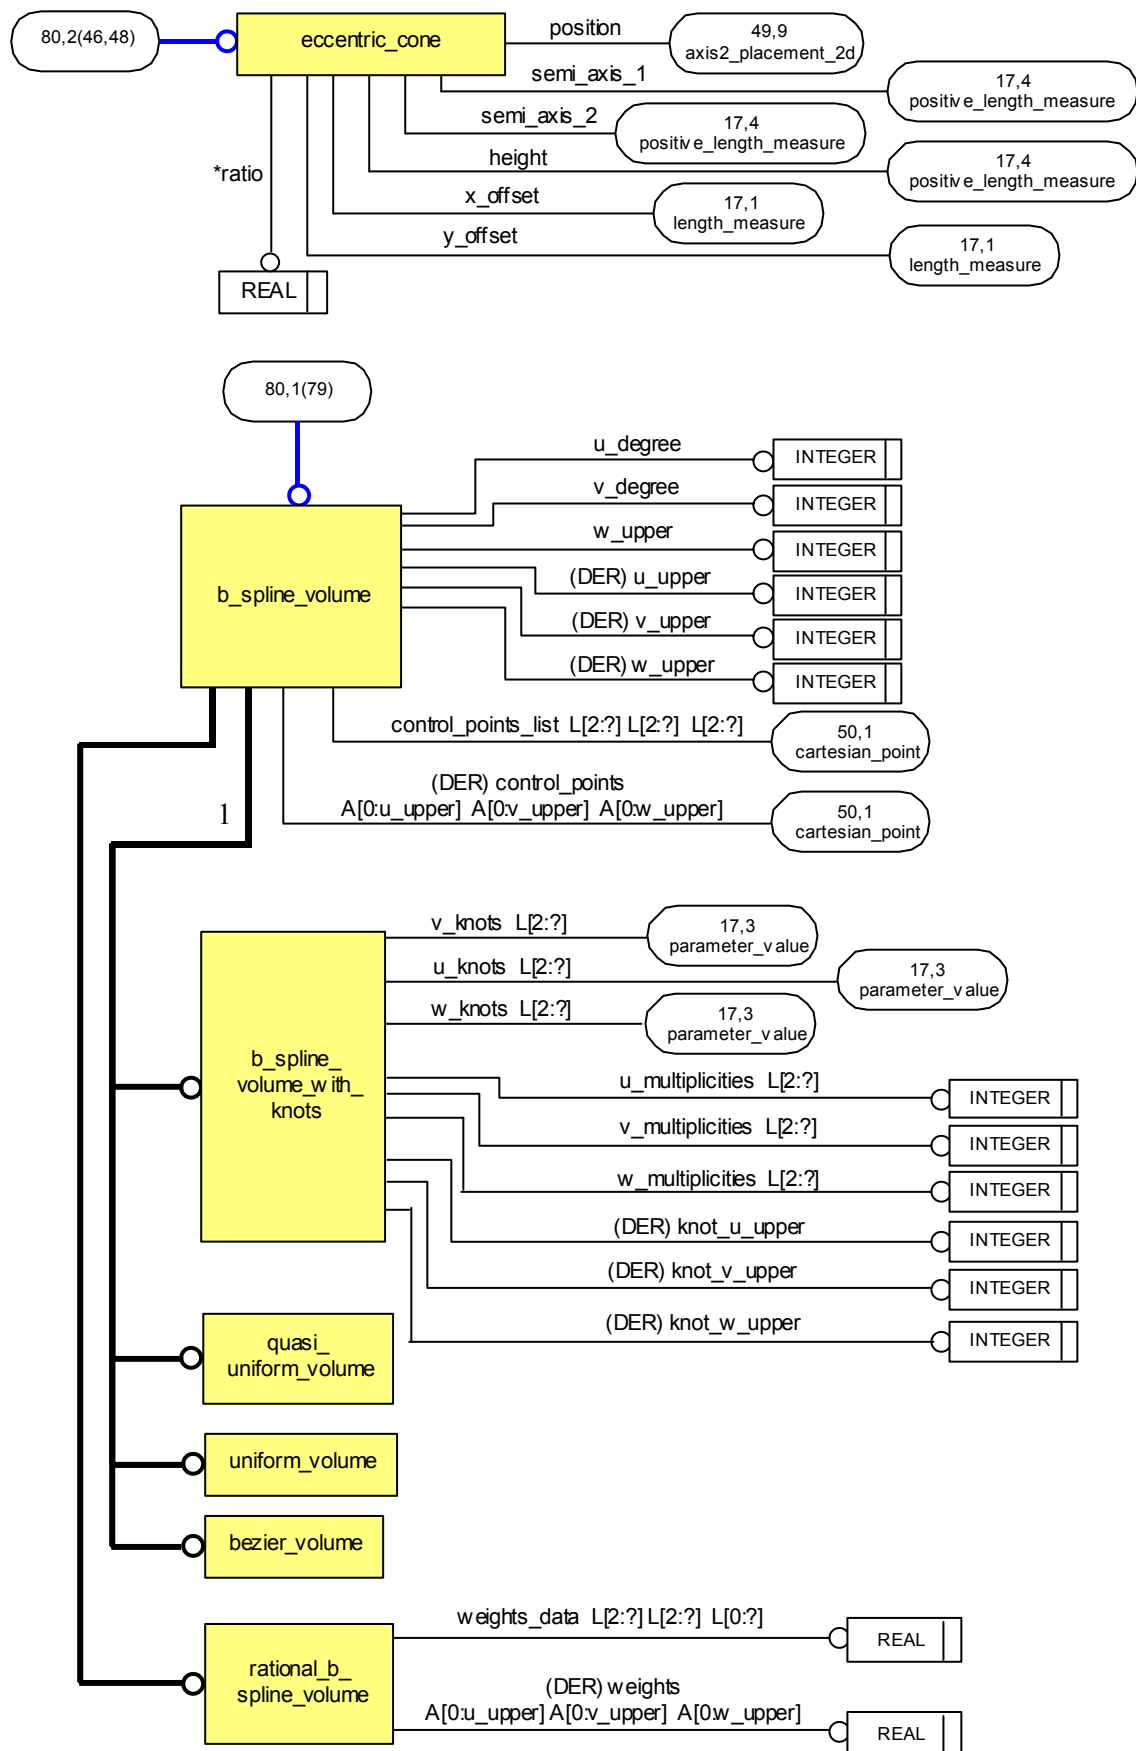 80,2(46,48)
eccentric_cone
position
49,9
axis2_placement_2d
semi_axis_1
17,4
positive_length_measure
semi_axis_2
17,4
positive_length_measure
height
17,4
positive_length_measure
*ratio
x_offset
17,1
length_measure
y_offset
17,1
length_measure
REAL
80,1(79)
b_spline_volume
u_degree
INTEGER
v_degree
INTEGER
w_upper
INTEGER
(DER) u_upper
INTEGER
(DER) v_upper
INTEGER
(DER) w_upper
INTEGER
control_points_list L[2:?] L[2:?] L[2:?]
50,1
cartesian_point
(DER) control_points
A[0:u_upper] A[0:v_upper] A[0:w_upper]
50,1
cartesian_point
1
b_spline_
volume_with_
knots
v_knots L[2:?]
17,3
parameter_value
u_knots L[2:?]
17,3
parameter_value
w_knots L[2:?]
17,3
parameter_value
u_multiplicities L[2:?]
INTEGER
v_multiplicities L[2:?]
INTEGER
w_multiplicities L[2:?]
INTEGER
(DER) knot_u_upper
INTEGER
(DER) knot_v_upper
INTEGER
(DER) knot_w_upper
INTEGER
quasi_
uniform_volume
uniform_volume
bezier_volume
rational_b_
spline_volume
weights_data L[2:?] L[2:?] L[0:?]
REAL
(DER) weights
A[0:u_upper] A[0:v_upper] A[0:w_upper]
REAL